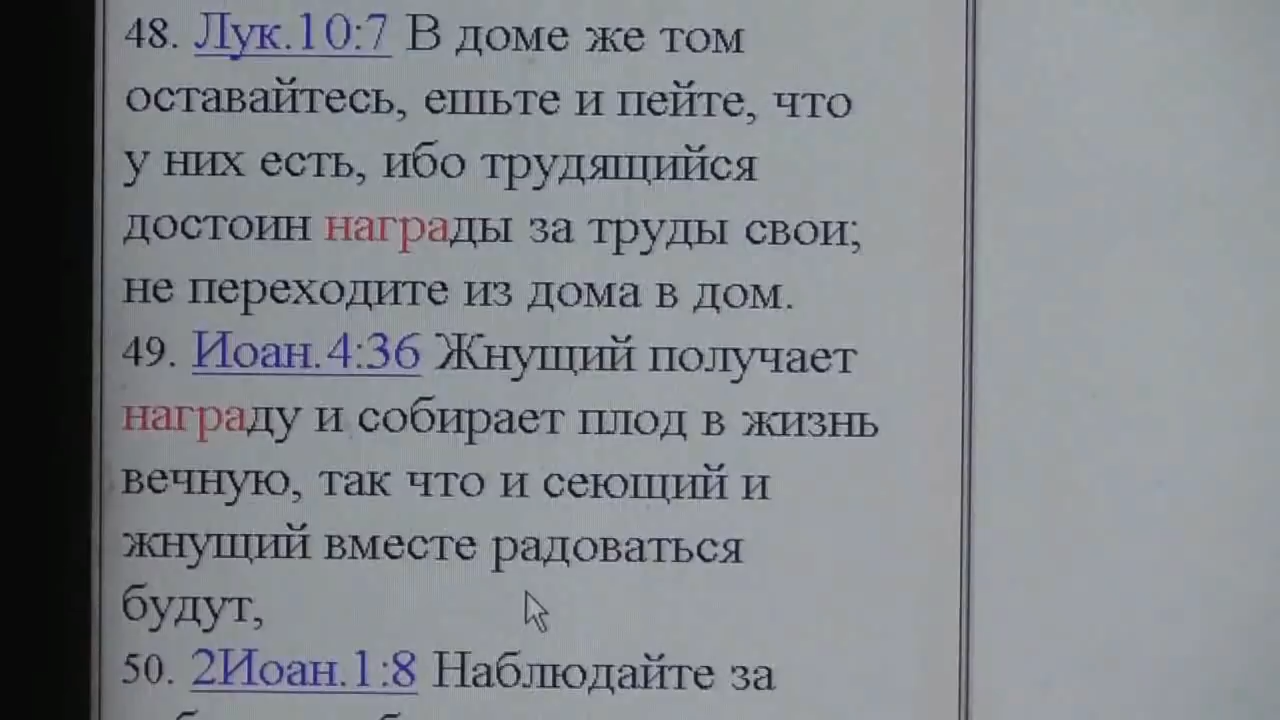 48. Лук.10:7 В доме же том
оставайтесь, ешьте и пейте, что
у них есть, ибо трудящийся
достоин награды за труды свои;
не переходите из дома в дом.
49. Иоан.4:36 Жнущий получает
награду и собирает плод в жизнь
вечную, так что и сеющий и
жнущий вместе радоваться
будут,
50. 2Иоан.1:8 Наблюдайте за